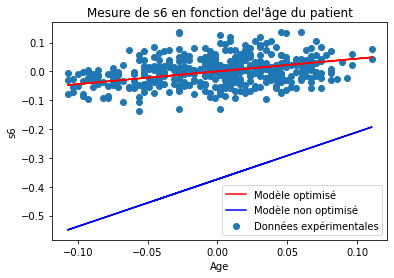 Mesure de s6 en fonction del'âge du patient
0.1
0.0
−0.1
−0.2
−0.3
−0.4
−0.5
s6
−0.10
−0.05
0.00
0.05
0.10
Age
Modèle optimisé
Modèle non optimisé
Données expérimentales